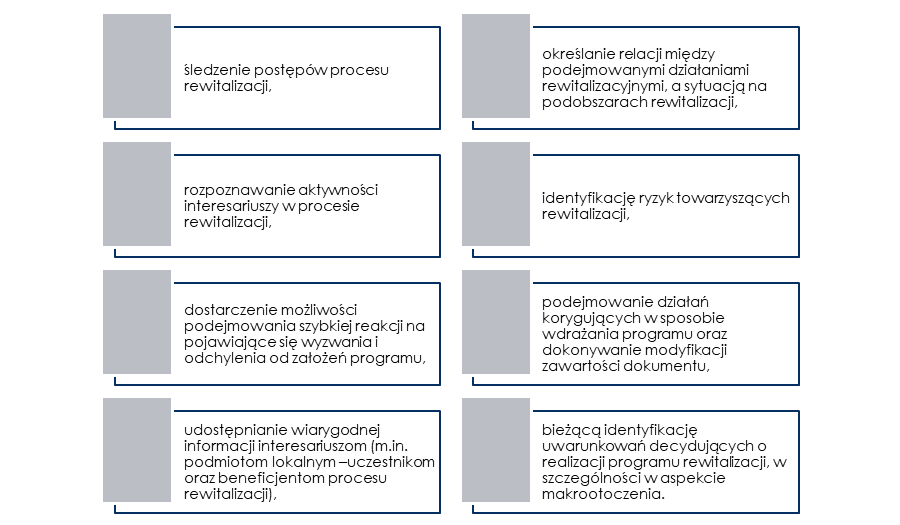 śledzenie postępów procesu
rewitalizacji,
określanie relacji między
podejmowanymi działaniami
rewitalizacyjnymi, a sytuacją na
podobszarach rewitalizacji,
rozpoznawanie aktywności
interesariuszy w procesie
rewitalizacji,
identyfikację ryzyk towarzyszących
rewitalizacji,
dostarczenie możliwości
podejmowania szybkiej reakcji na
pojawiające się wyzwania i
odchylenia od założeń programu,
podejmowanie działań
korygujących w sposobie
wdrażania programu oraz
dokonywanie modyfikacji
zawartości dokumentu,
udostępnianie wiarygodnej
informacji interesariuszom (m.in.
podmiotom lokalnym –uczestnikom
oraz beneficjentom procesu
rewitalizacji),
bieżącą identyfikację
uwarunkowań decydujących o
realizacji programu rewitalizacji, w
szczególności w aspekcie
makrootoczenia.